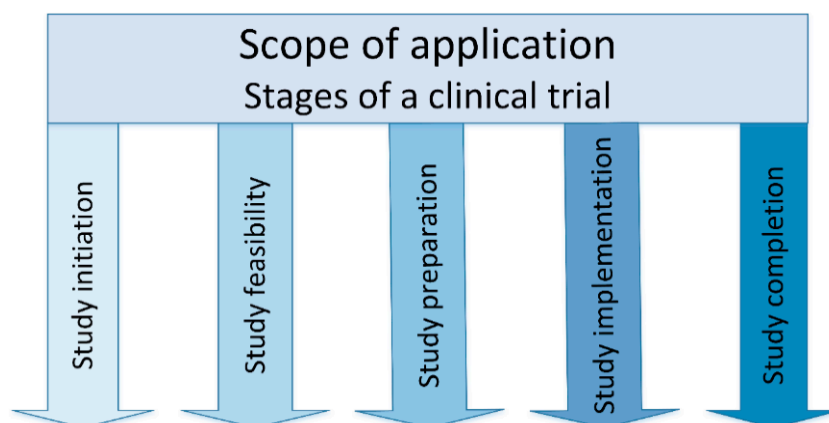 Scope of application
Stages of a clinical trial
Study initiation
Study feasibility
Study preparation
Study implementation
Study completion